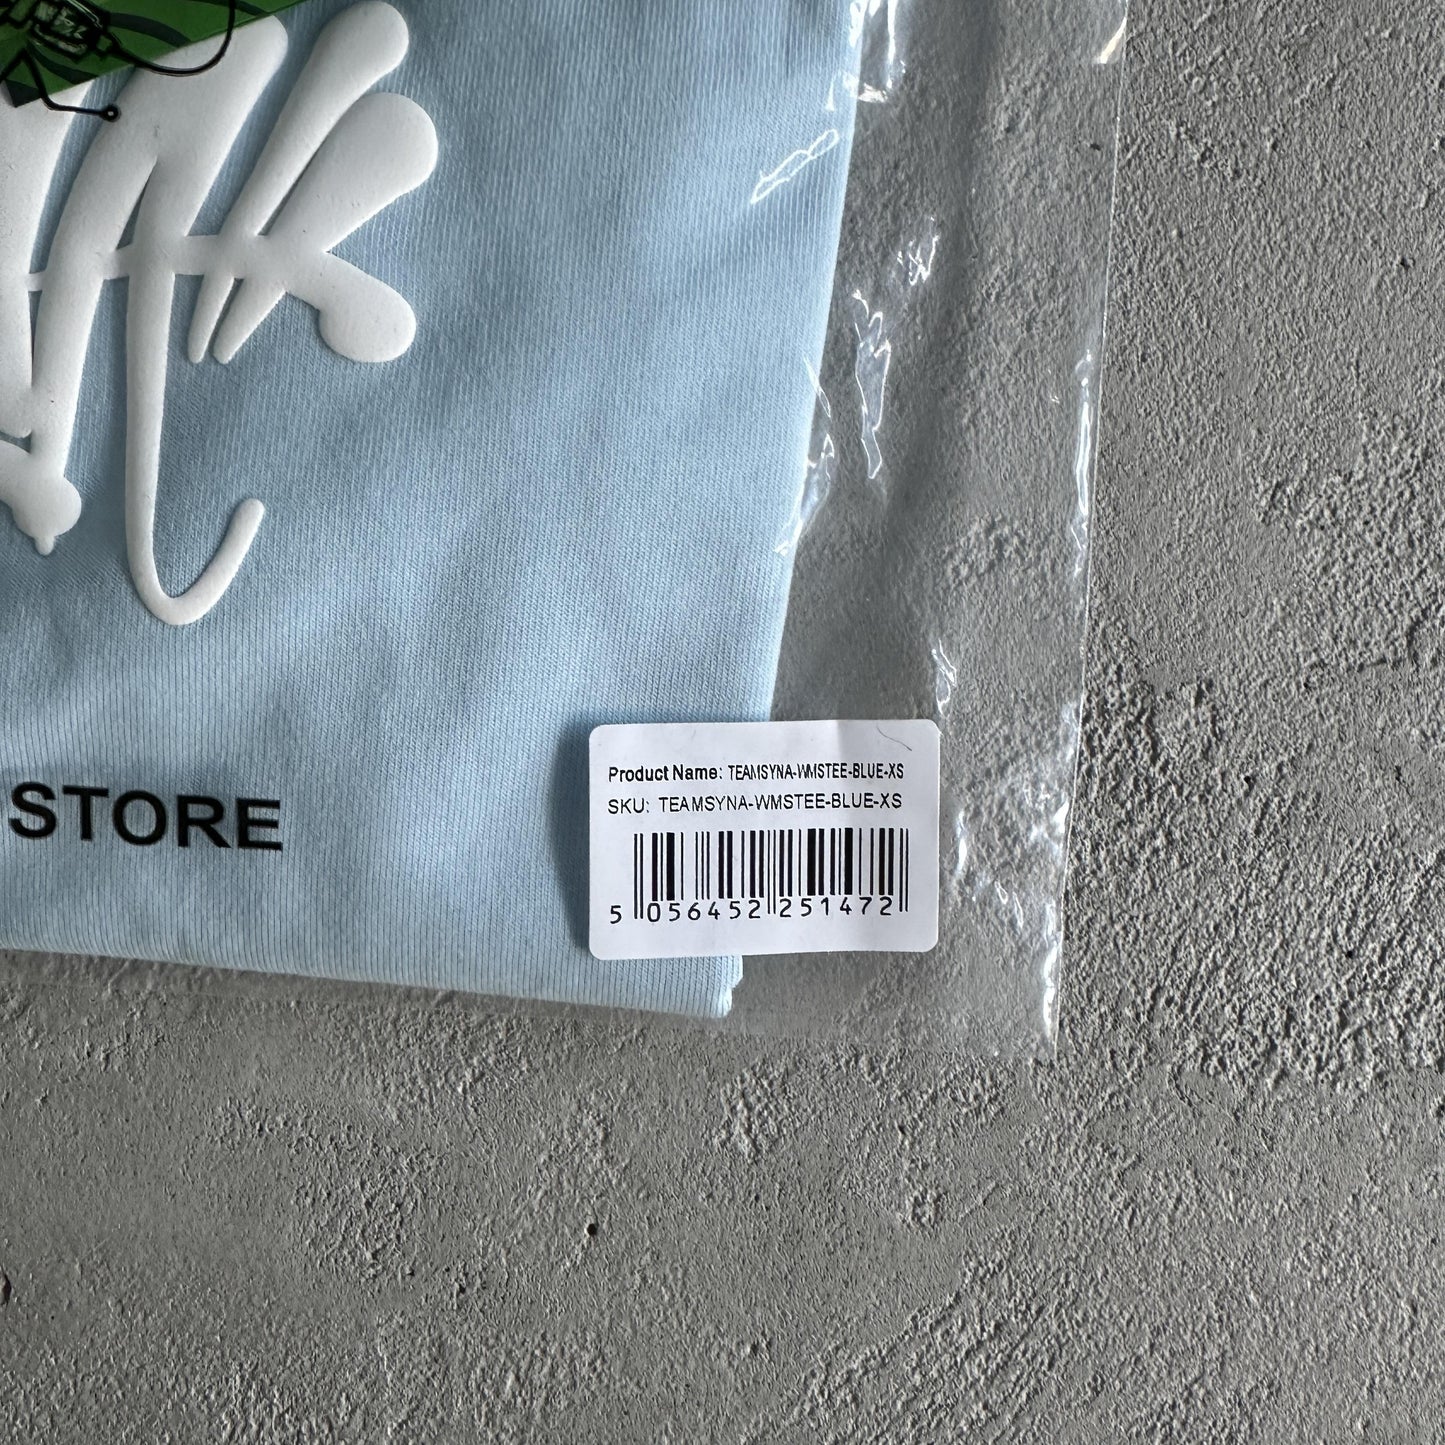 STORE
Product Name: TEAMSYNA-WMSTEE-BLUE-XS
SKU: TEAMSYNA-WMSTEE-BLUE-XS
5 056452 251472